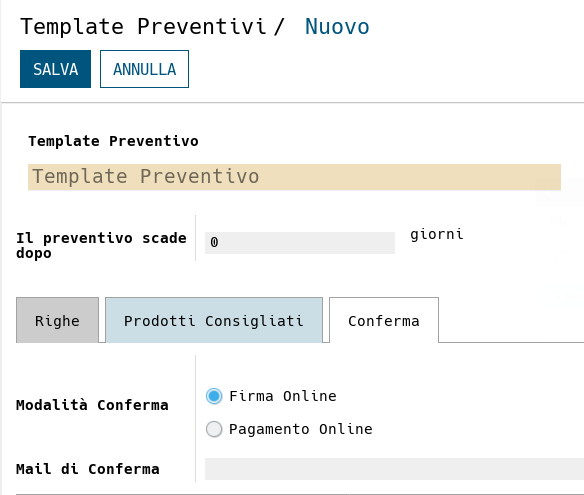 Template Preventivi / Nuovo
SALVA ANNULLA
Template Preventivo
Template Preventivo
Il preventivo scade dopo 0 giorni
Righe Prodotti Consigliati Conferma
Modalità Conferma
Firma Online
Pagamento Online
Mail di Conferma